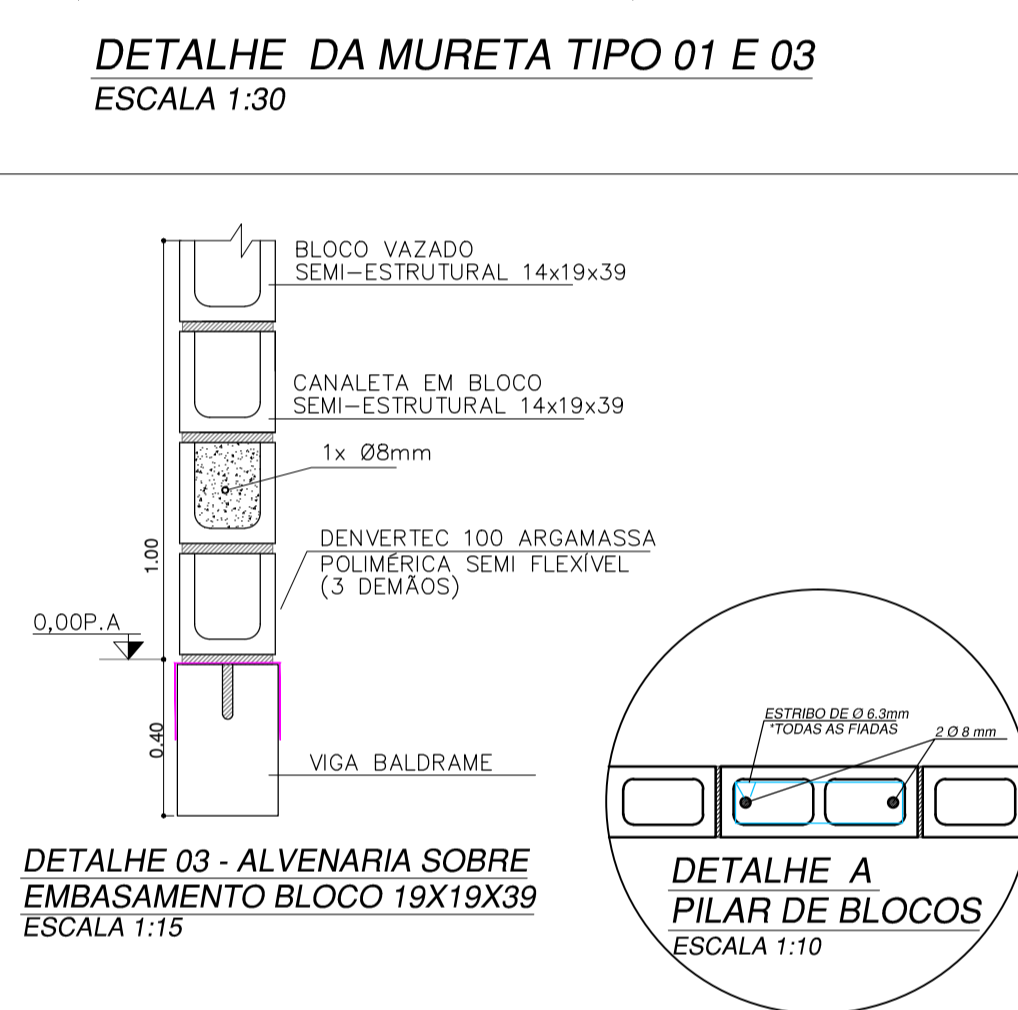 DETALHE DA MURETA TIPO 01 E 03
ESCALA 1:30
BLOCO VAZADO
SEMI-ESTRUTURAL 14x19x39
CANALETA EM BLOCO
SEMI-ESTRUTURAL 14x19x39
1x Ø8mm
DENVERTEC 100 ARGAMASSA
POLIMÉRICA SEMI FLEXÍVEL
(3 DEMÃOS)
1.00
0,00P.A
0.40
VIGA BALDRAME
DETALHE 03 - ALVENARIA SOBRE
EMBASAMENTO BLOCO 19X19X39
ESCALA 1:15
ESTRIBO DE Ø 6.3mm
*TODAS AS FIADAS
2 Ø 8 mm
DETALHE A
PILAR DE BLOCOS
ESCALA 1:10